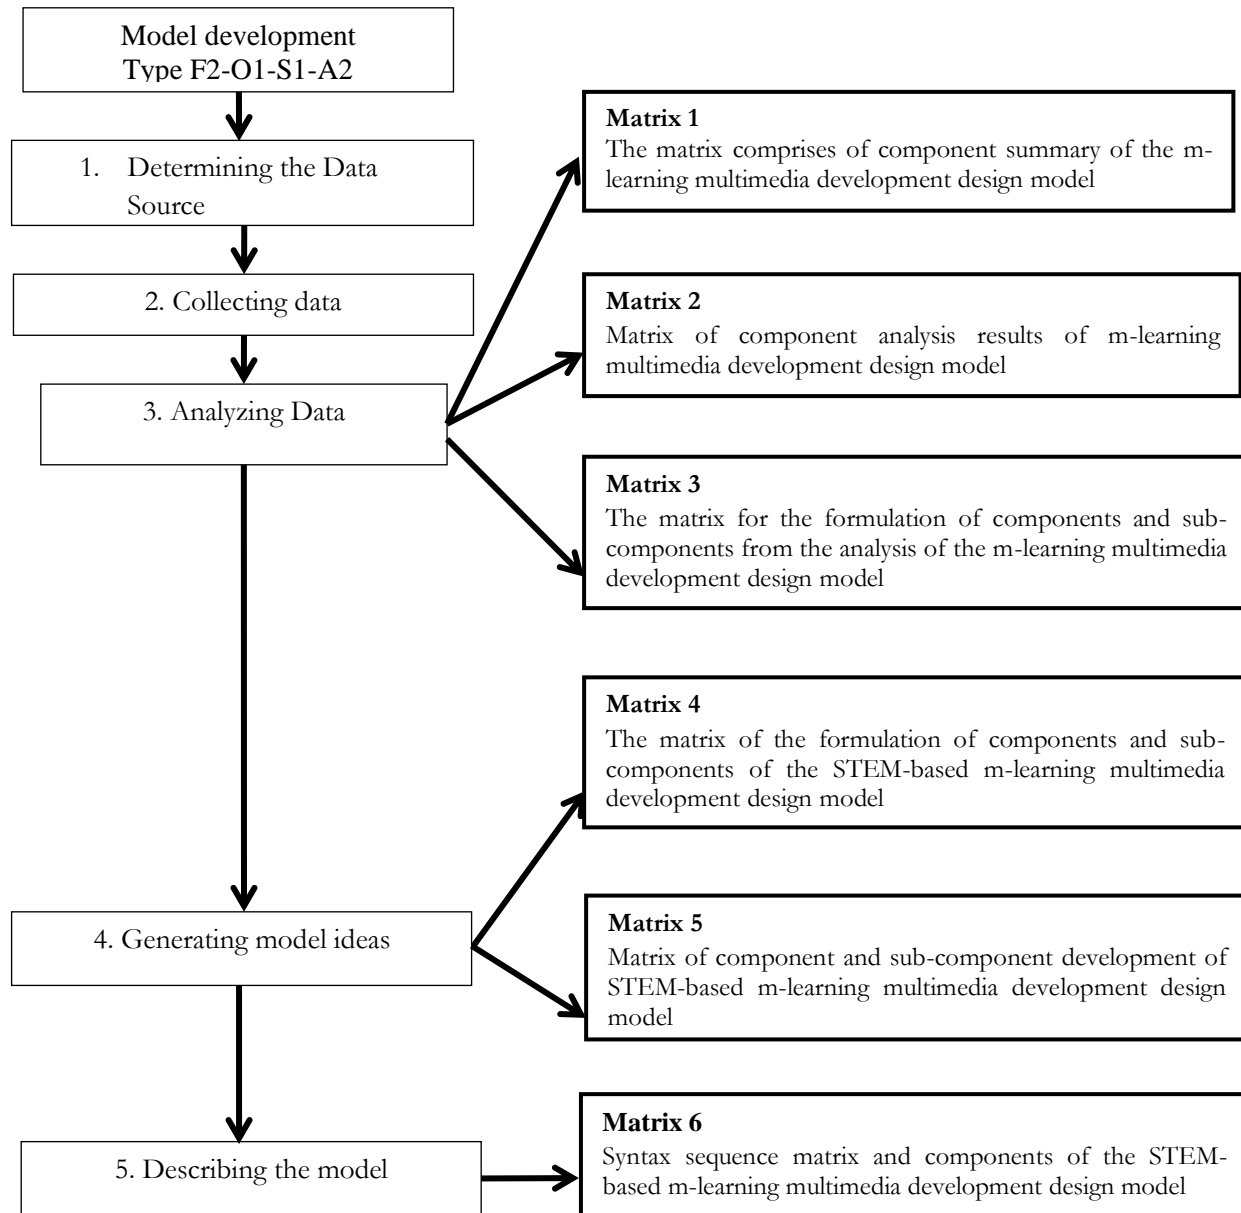 Model development
Type F2-O1-S1-A2
1. Determining the Data
Source
2. Collecting data
3. Analyzing Data
Matrix 1
The matrix comprises of component summary of the m-
learning multimedia development design model
Matrix 2
Matrix of component analysis results of m-learning
multimedia development design model
Matrix 3
The matrix for the formulation of components and sub-
components from the analysis of the m-learning multimedia
development design model
4. Generating model ideas
Matrix 4
The matrix of the formulation of components and sub-
components of the STEM-based m-learning multimedia
development design model
Matrix 5
Matrix of component and sub-component development of
STEM-based m-learning multimedia development design
model
5. Describing the model
Matrix 6
Syntax sequence matrix and components of the STEM-
based m-learning multimedia development design model